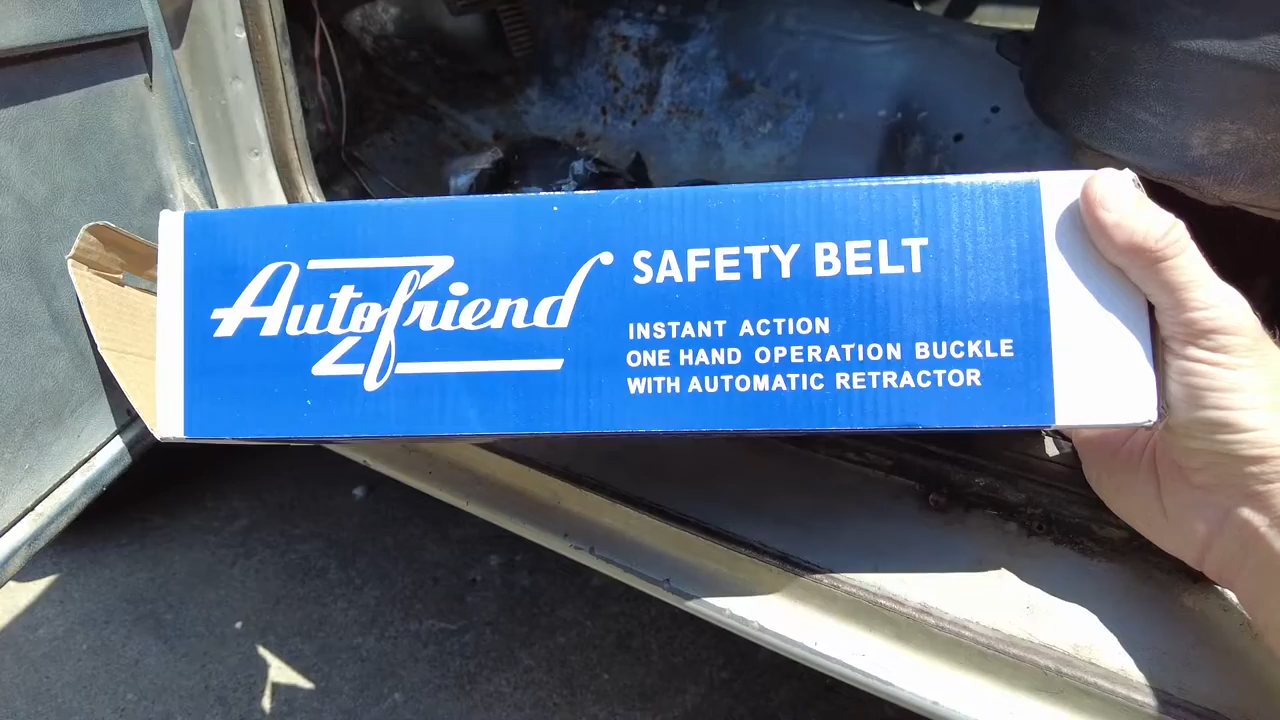 Autofriend
SAFETY BELT
INSTANT ACTION
ONE HAND OPERATION BUCKLE
WITH AUTOMATIC RETRACTOR